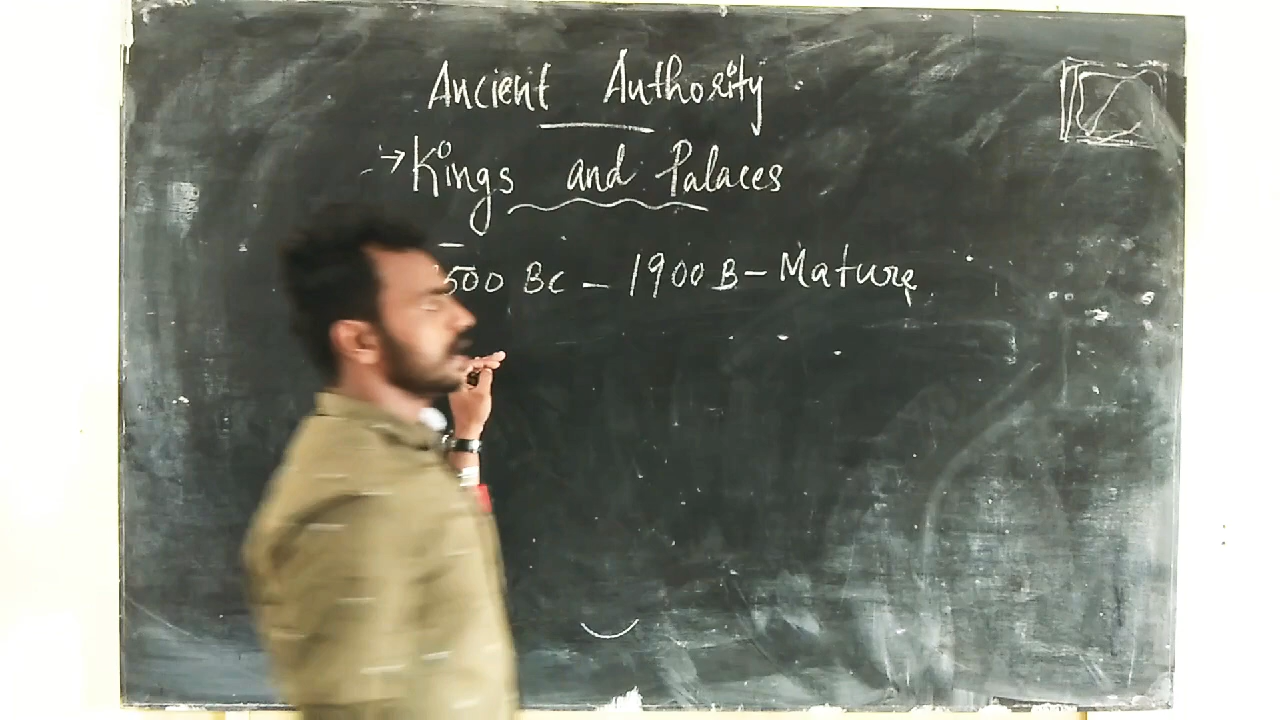 Ancient Authority
→ Kings and Palaces
500 BC – 1900 B – Mature